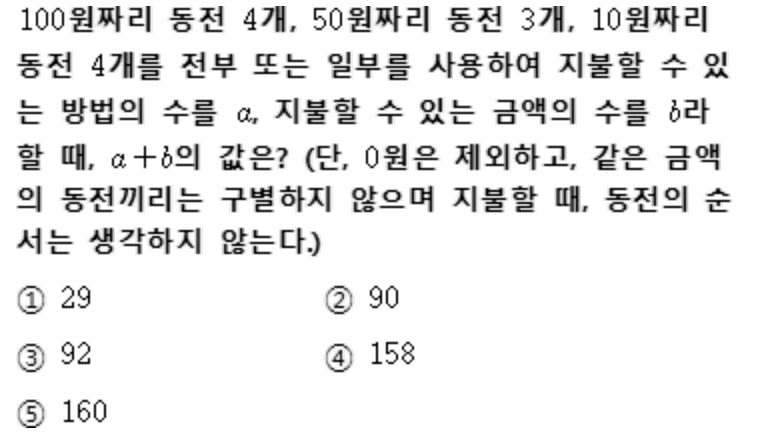 100원짜리 동전 4개, 50원짜리 동전 3개, 10원짜리
동전 4개를 전부 또는 일부를 사용하여 지불할 수 있
는 방법의 수를 a, 지불할 수 있는 금액의 수를 b라
할 때, a+b의 값은? (단, 0원은 제외하고, 같은 금액
의 동전끼리는 구별하지 않으며 지불할 때, 동전의 순
서는 생각하지 않는다.)
① 29 ② 90
③ 92 ④ 158
⑤ 160